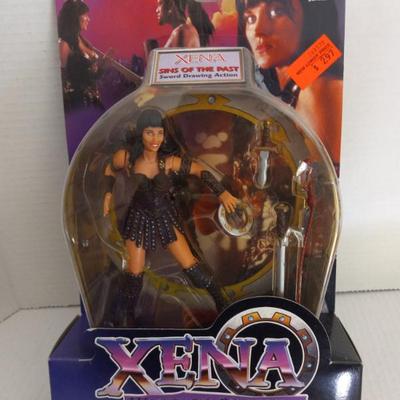 XENA
SINS OF THE PAST
Sword Drawing Action
XENA